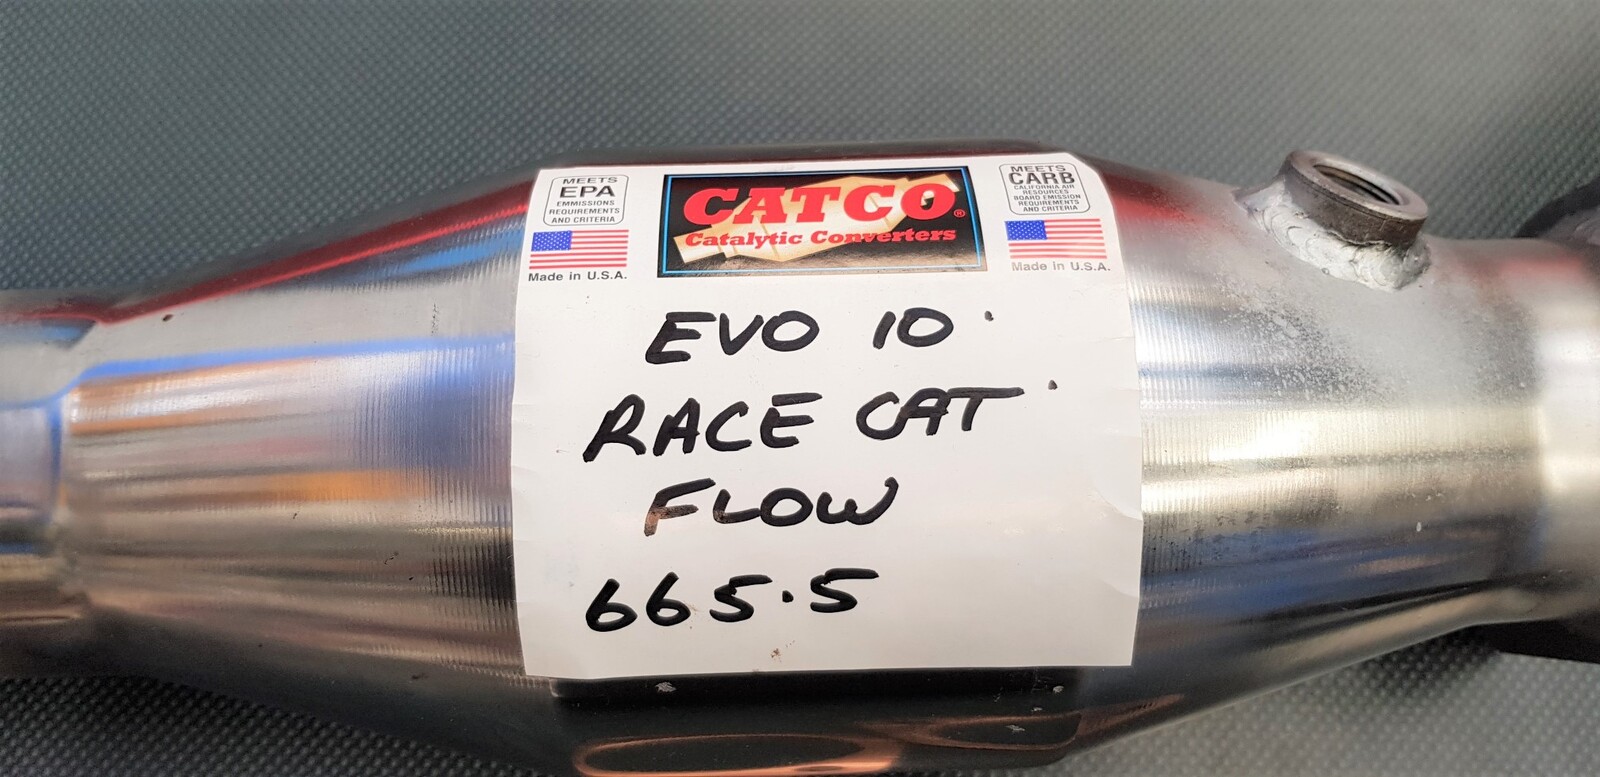 MEETS
EPA
EMMISSIONS
REQUIREMENTS
AND CRITERIA
Made in U.S.A.
CATCO®
Catalytic Converters
MEETS
CARB
CALIFORNIA AIR
RESOURCES
BOARD EMISSION
REQUIREMENTS
AND CRITERIA
Made in U.S.A.
EVO 10
RACE CAT
FLOW
665.5